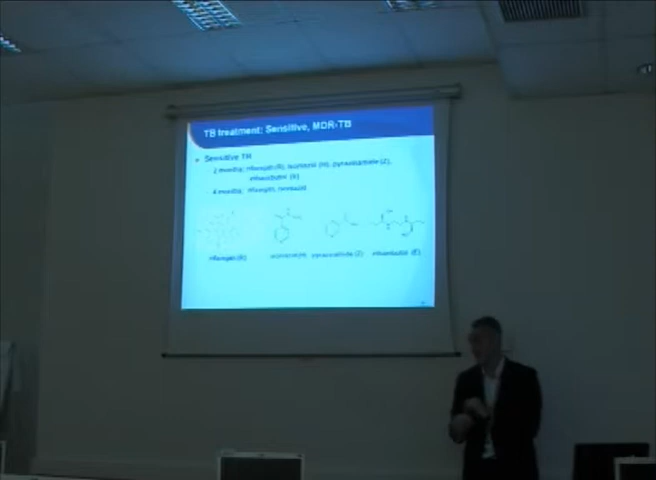 TB treatment: Sensitive, MDR-TB
Sensitive TB
2 months: rifampin (R), isoniazid (H), pyrazinamide (Z),
ethambutol (E)
4 months: rifampin, isoniazid
rifampin (R) isoniazid (H) pyrazinamide (Z) ethambutol (E)